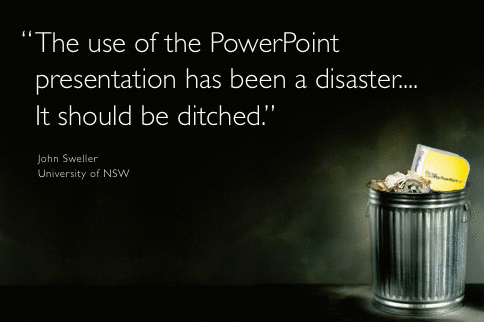 “The use of the PowerPoint
presentation has been a disaster....
It should be ditched.”
John Sweller
University of NSW